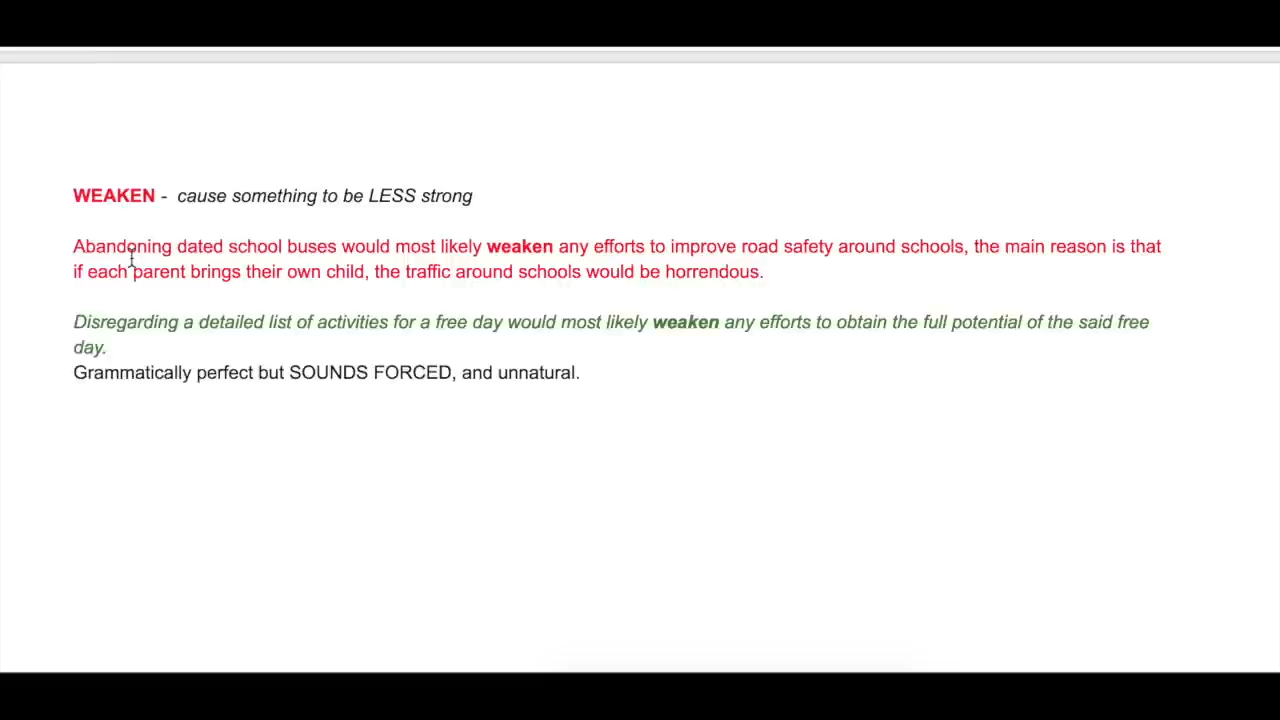 WEAKEN - cause something to be LESS strong
Abandoning dated school buses would most likely weaken any efforts to improve road safety around schools, the main reason is that
if each parent brings their own child, the traffic around schools would be horrendous.
Disregarding a detailed list of activities for a free day would most likely weaken any efforts to obtain the full potential of the said free
day.
Grammatically perfect but SOUNDS FORCED, and unnatural.